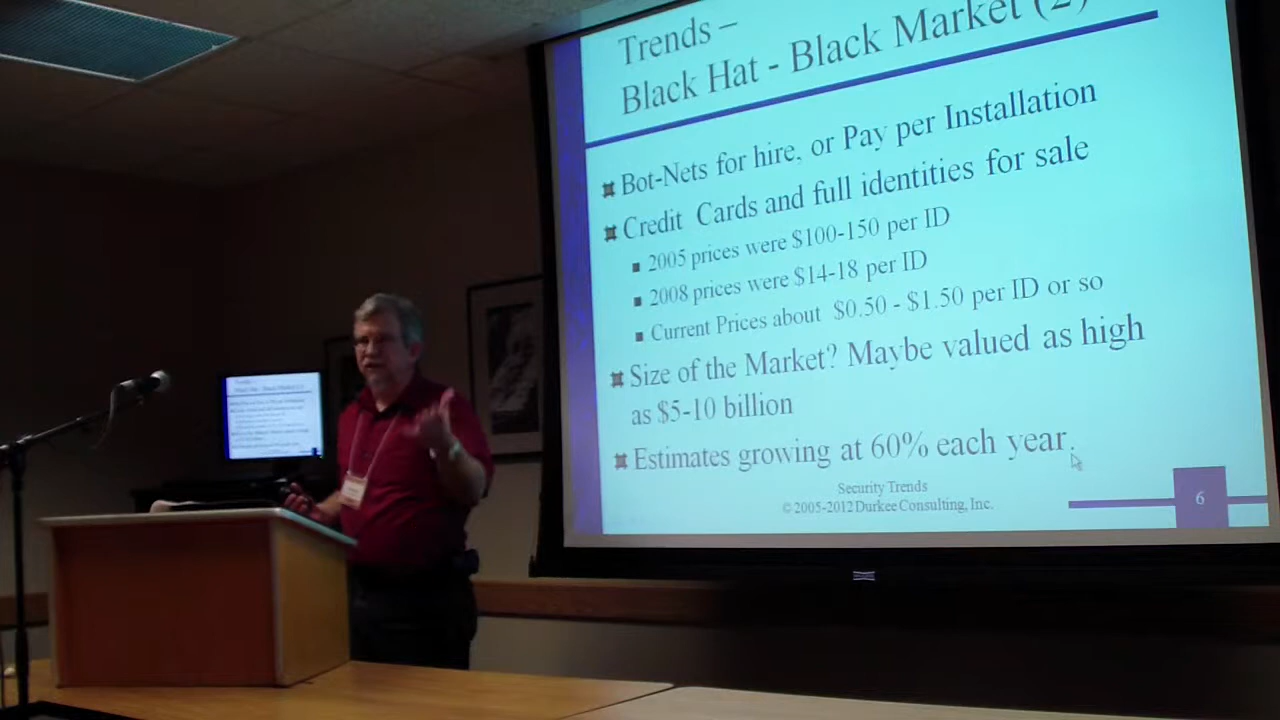 Trends –
Black Hat - Black Market (2)
Bot-Nets for hire, or Pay per Installation
Credit Cards and full identities for sale
2005 prices were $100-150 per ID
2008 prices were $14-18 per ID
Current Prices about $0.50 - $1.50 per ID or so
Size of the Market? Maybe valued as high
as $5-10 billion
Estimates growing at 60% each year.
Security Trends
© 2005-2012 Durkee Consulting, Inc.
6